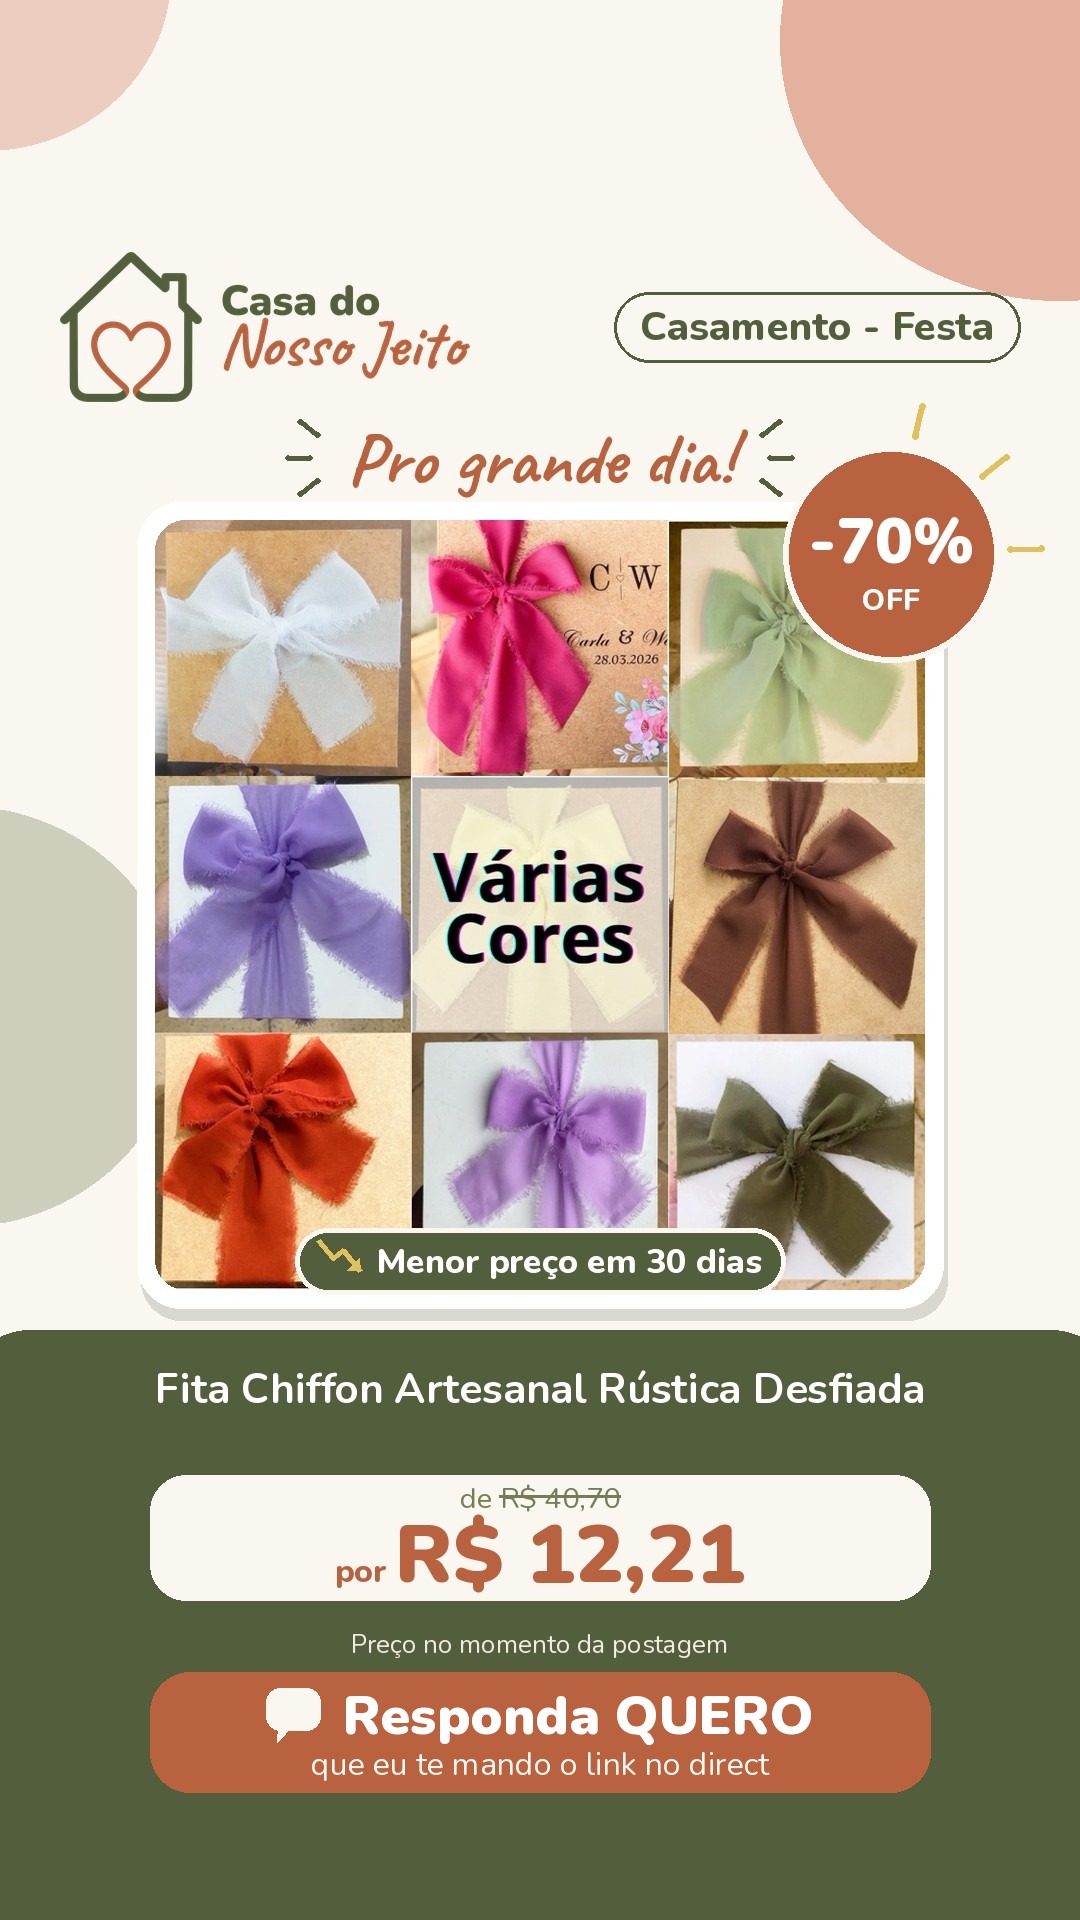 Casa do
Nosso Jeito
Casamento - Festa
Pro grande dia!
-70%
OFF
C W
Carla & We
28.03.2026
Várias
Cores
Menor preço em 30 dias
Fita Chiffon Artesanal Rústica Desfiada
de R$ 40,70
por R$ 12,21
Preço no momento da postagem
Responda QUERO
que eu te mando o link no direct